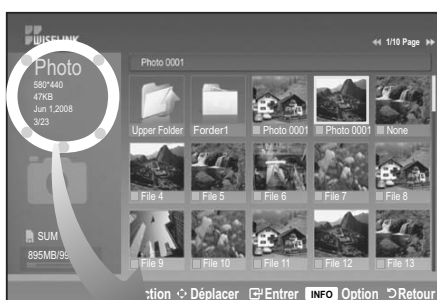 WISELINK
1/10 Page
Photo
580*440
47KB
Jun 1,2008
3/23
Photo 0001
Upper Folder Forder1 Photo 0001 Photo 0001 None
File 4 File 5 File 6 File 7 File 8
SUM
File 9 File 10 File 11 File 12 File 13
Déplacer Entrer INFO Option Retour